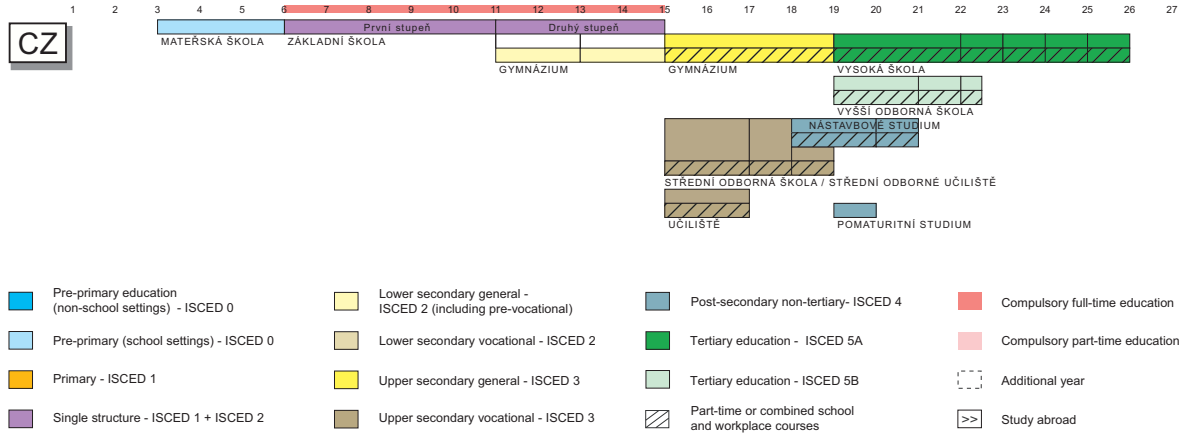 1 2 3 4 5 6 7 8 9 10 11 12 13 14 15 16 17 18 19 20 21 22 23 24 25 26 27
CZ
První stupeň Druhý stupeň
MATEŘSKÁ ŠKOLA ZÁKLADNÍ ŠKOLA
GYMNÁZIUM GYMNÁZIUM VYSOKÁ ŠKOLA
VYŠŠÍ ODBORNÁ ŠKOLA
NÁSTAVBOVÉ STUDIUM
STŘEDNÍ ODBORNÁ ŠKOLA / STŘEDNÍ ODBORNÉ UČILIŠTĚ
UČILIŠTĚ POMATURITNÍ STUDIUM
Pre-primary education
(non-school settings) - ISCED 0
Pre-primary (school settings) - ISCED 0
Primary - ISCED 1
Single structure - ISCED 1 + ISCED 2
Lower secondary general -
ISCED 2 (including pre-vocational)
Lower secondary vocational - ISCED 2
Upper secondary general - ISCED 3
Upper secondary vocational - ISCED 3
Post-secondary non-tertiary- ISCED 4
Tertiary education - ISCED 5A
Tertiary education - ISCED 5B
Part-time or combined school
and workplace courses
Compulsory full-time education
Compulsory part-time education
Additional year
>> Study abroad